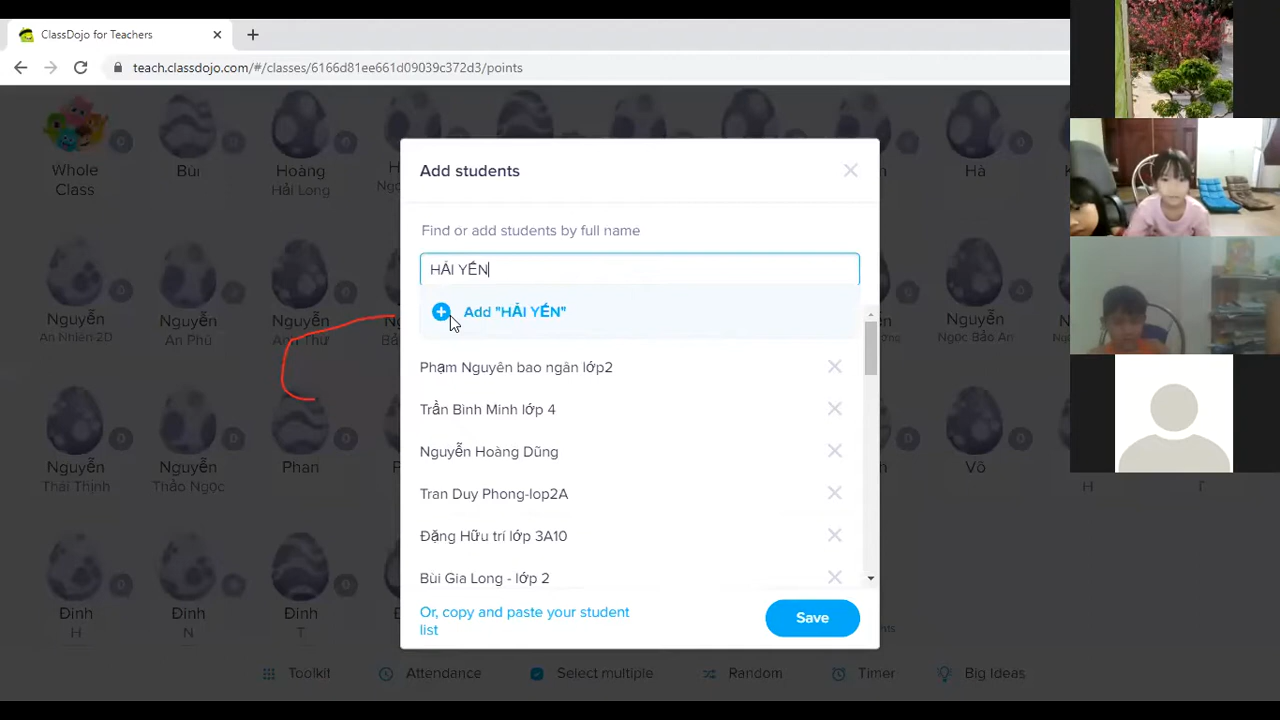 ClassDojo for Teachers
teach.classdojo.com/#/classes/6166d81ee661d09039c372d3/points
Whole Class
0
Bùi
0
Hoàng
Hải Long
0
Hà
Add students
Find or add students by full name
HẢI YẾN
Add "HẢI YẾN"
Phạm Nguyên bao ngân lớp2
Trần Bình Minh lớp 4
Nguyễn Hoàng Dũng
Tran Duy Phong-lop2A
Đặng Hữu trí lớp 3A10
Bùi Gia Long - lớp 2
Or, copy and paste your student
list
Save
Nguyễn
An Nhiên 2D
Nguyễn
An Phú
Nguyễn
Anh Thư
Nguyễn
Ngọc Bảo An
Nguyễn
Thái Thịnh
Nguyễn
Thảo Ngọc
Phan
Võ
Đinh
H
Đinh
N
Đinh
T
H
Toolkit
Attendance
Select multiple
Random
Timer
Big Ideas